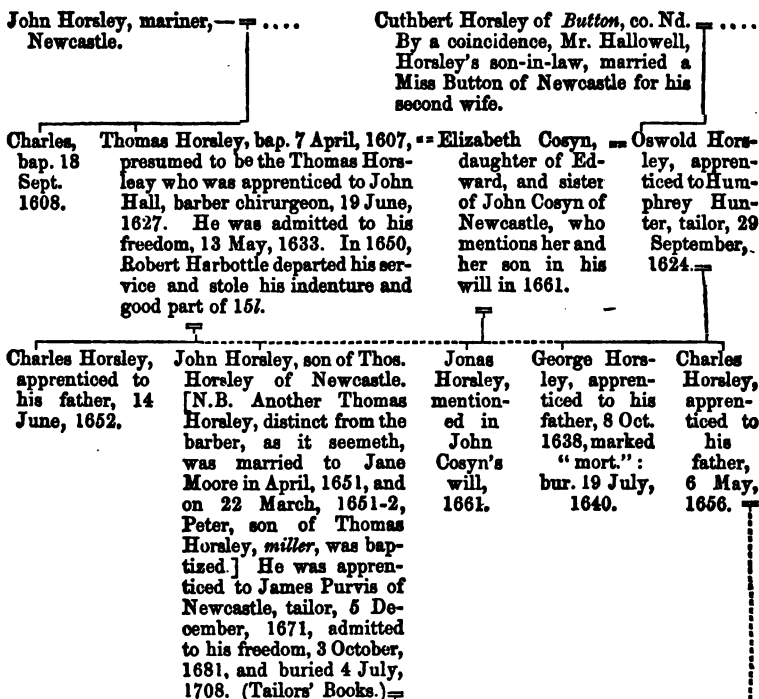 John Horsley, mariner,— = ....
Newcastle.
Cuthbert Horsley of Button, co. Nd. = ....
By a coincidence, Mr. Hallowell,
Horsley's son-in-law, married a
Miss Button of Newcastle for his
second wife.
Charles,
bap. 18
Sept.
1608.
Thomas Horsley, bap. 7 April, 1607, ==
presumed to be the Thomas Hors-
leay who was apprenticed to John
Hall, barber chirurgeon, 19 June,
1627. He was admitted to his
freedom, 13 May, 1633. In 1650,
Robert Harbottle departed his ser-
vice and stole his indenture and
good part of 15l.
Elizabeth Cosyn, ==
daughter of Ed-
ward, and sister
of John Cosyn of
Newcastle, who
mentions her and
her son in his
will in 1661.
Oswold Hors-
ley, appren-
ticed to Hum-
phrey Hun-
ter, tailor, 29
September,
1624.=
Charles Horsley,
apprenticed to
his father, 14
June, 1652.
John Horsley, son of Thos.
Horsley of Newcastle.
[N.B. Another Thomas
Horsley, distinct from the
barber, as it seemeth,
was married to Jane
Moore in April, 1651, and
on 22 March, 1651-2,
Peter, son of Thomas
Horsley, miller, was bap-
tized.] He was appren-
ticed to James Purvis of
Newcastle, tailor, 5 De-
cember, 1671, admitted
to his freedom, 3 October,
1681, and buried 4 July,
1708. (Tailors' Books.)=
Jonas
Horsley,
mention-
ed in
John
Cosyn's
will,
1661.
George Hors-
ley, appren-
ticed to his
father, 8 Oct.
1638, marked
"mort.":
bur. 19 July,
1640.
Charles
Horsley,
appren-
ticed to
his
father,
6 May,
1656. =